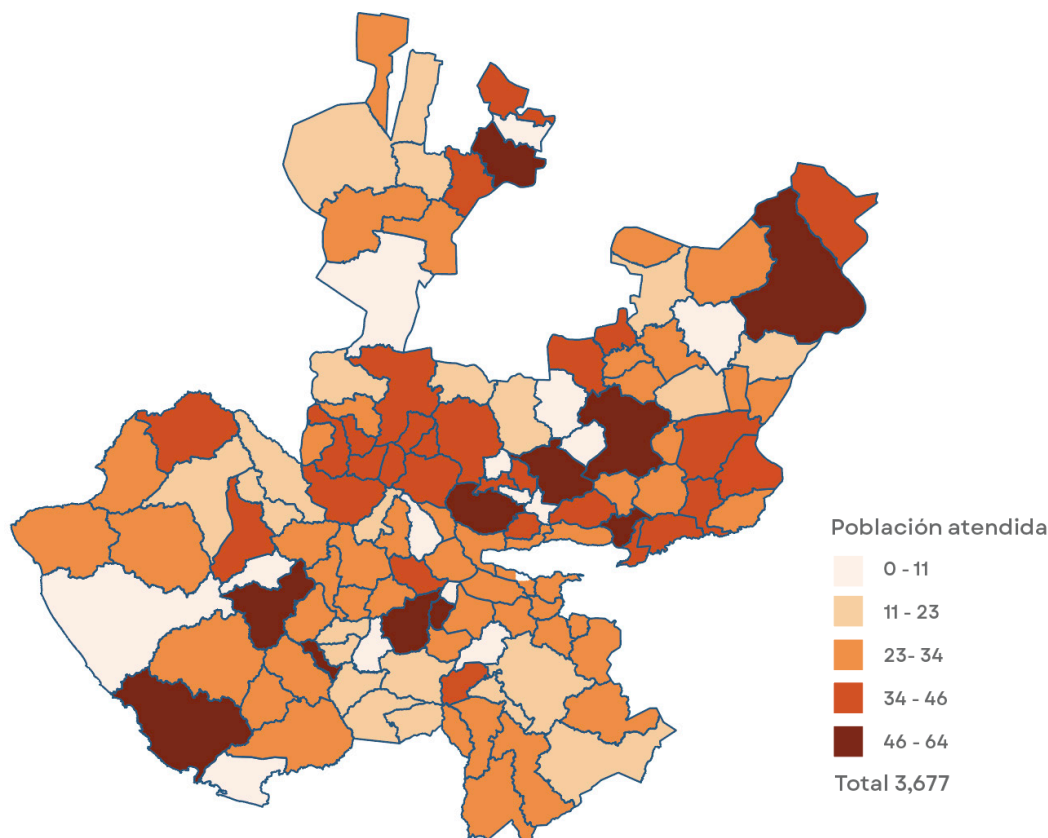 Población atendida
0 - 11
11 - 23
23- 34
34 - 46
46 - 64
Total 3,677